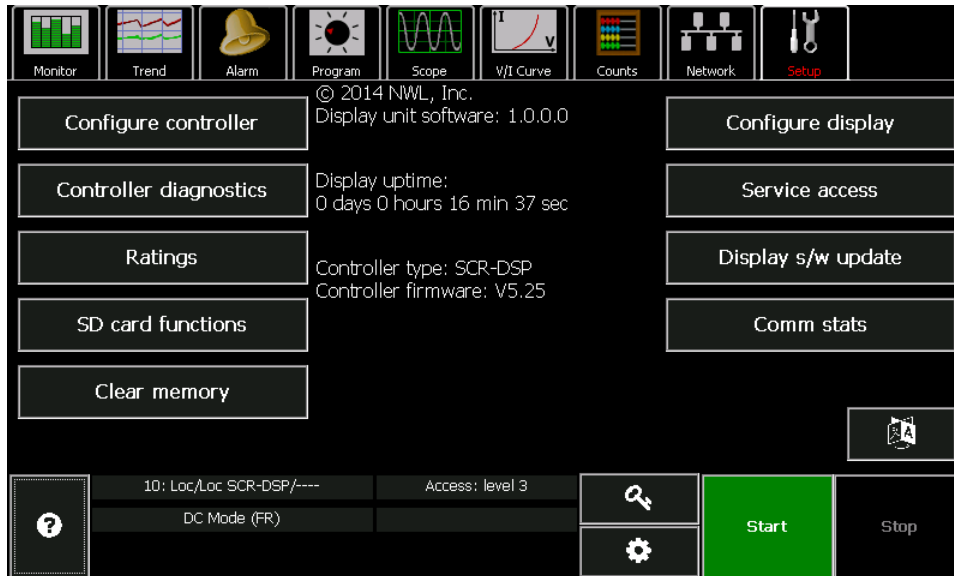 Monitor
Trend
Alarm
Program
Scope
I
V
V/I Curve
Counts
Network
Setup
Configure controller
© 2014 NWL, Inc.
Display unit software: 1.0.0.0
Configure display
Controller diagnostics
Display uptime:
0 days 0 hours 16 min 37 sec
Service access
Ratings
Controller type: SCR-DSP
Controller firmware: V5.25
Display s/w update
SD card functions
Comm stats
Clear memory
A
?
10: Loc/Loc SCR-DSP/----
Access: level 3
DC Mode (FR)
Start
Stop